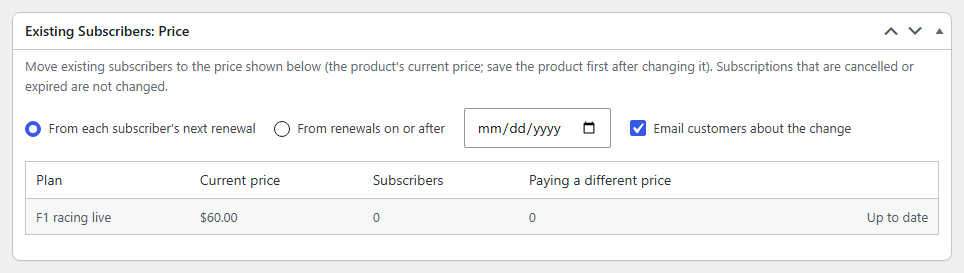 Existing Subscribers: Price
Move existing subscribers to the price shown below (the product's current price; save the product first after changing it). Subscriptions that are cancelled or
expired are not changed.
From each subscriber's next renewal From renewals on or after mm/dd/yyyy Email customers about the change
Plan Current price Subscribers Paying a different price
F1 racing live $60.00 0 0 Up to date